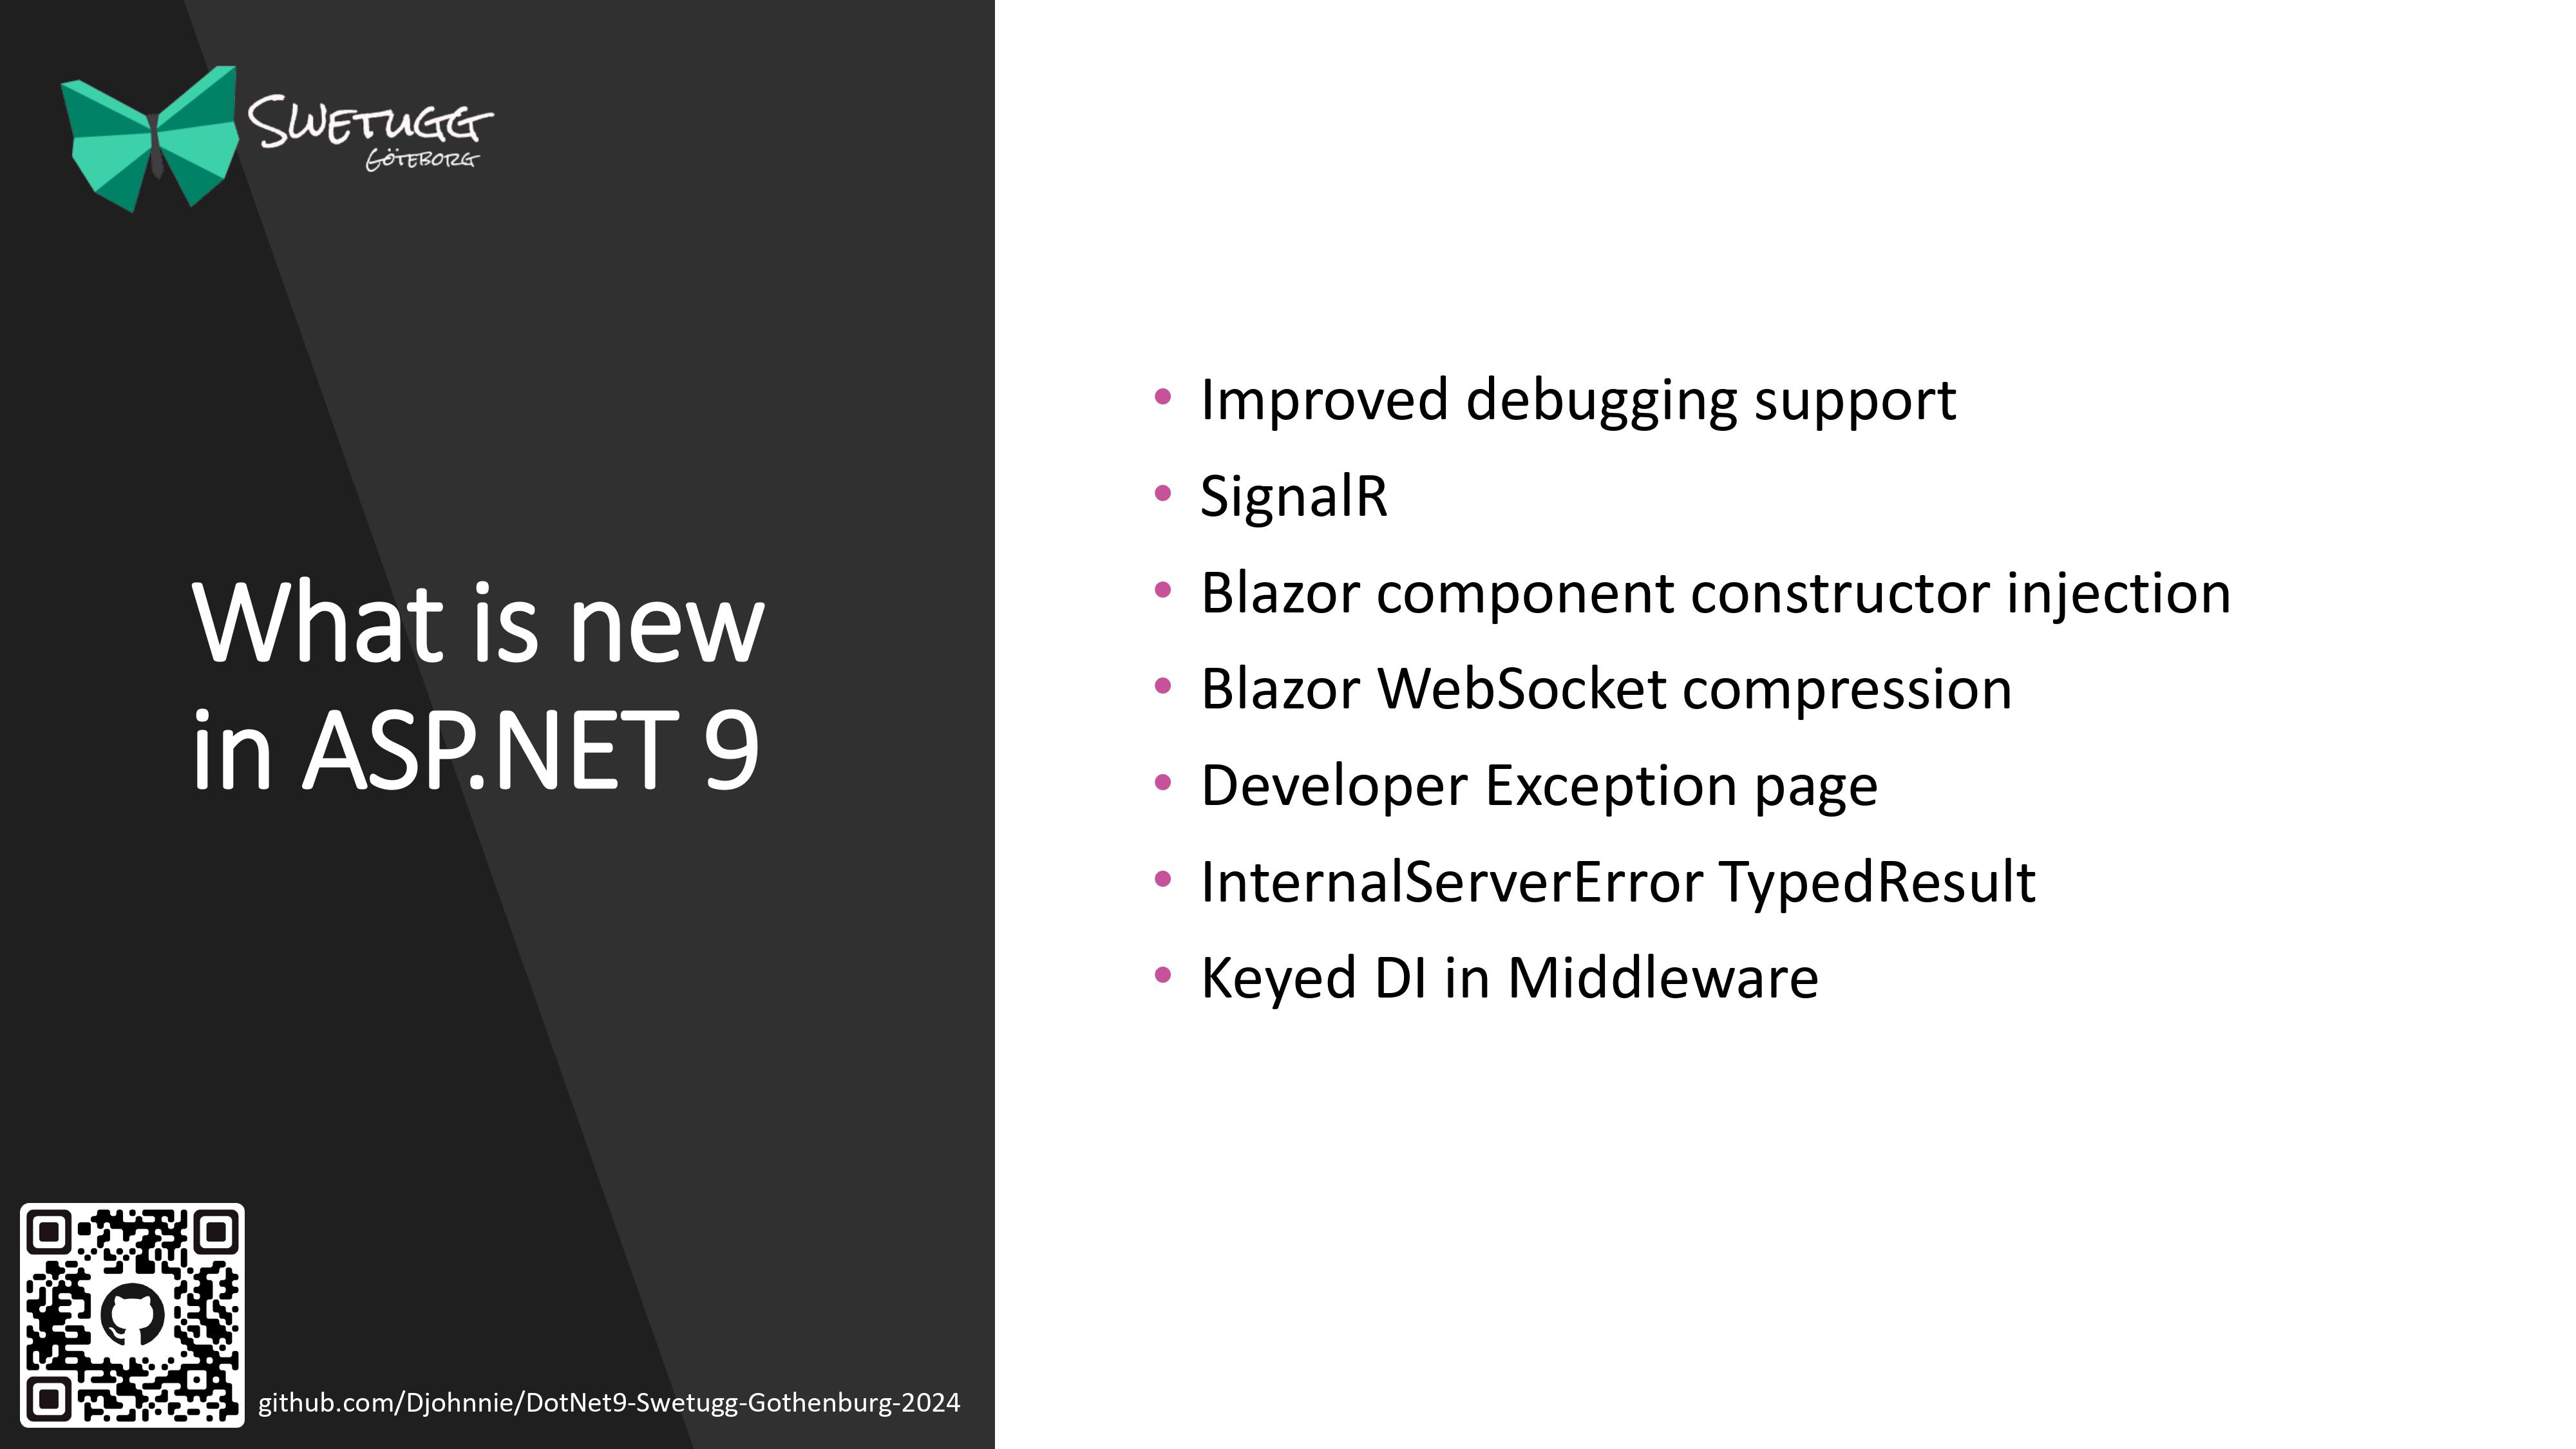 SWETUGG
GÖTEBORG
What is new
in ASP.NET 9
• Improved debugging support
• SignalR
• Blazor component constructor injection
• Blazor WebSocket compression
• Developer Exception page
• InternalServerError TypedResult
• Keyed DI in Middleware
github.com/Djohnnie/DotNet9-Swetugg-Gothenburg-2024